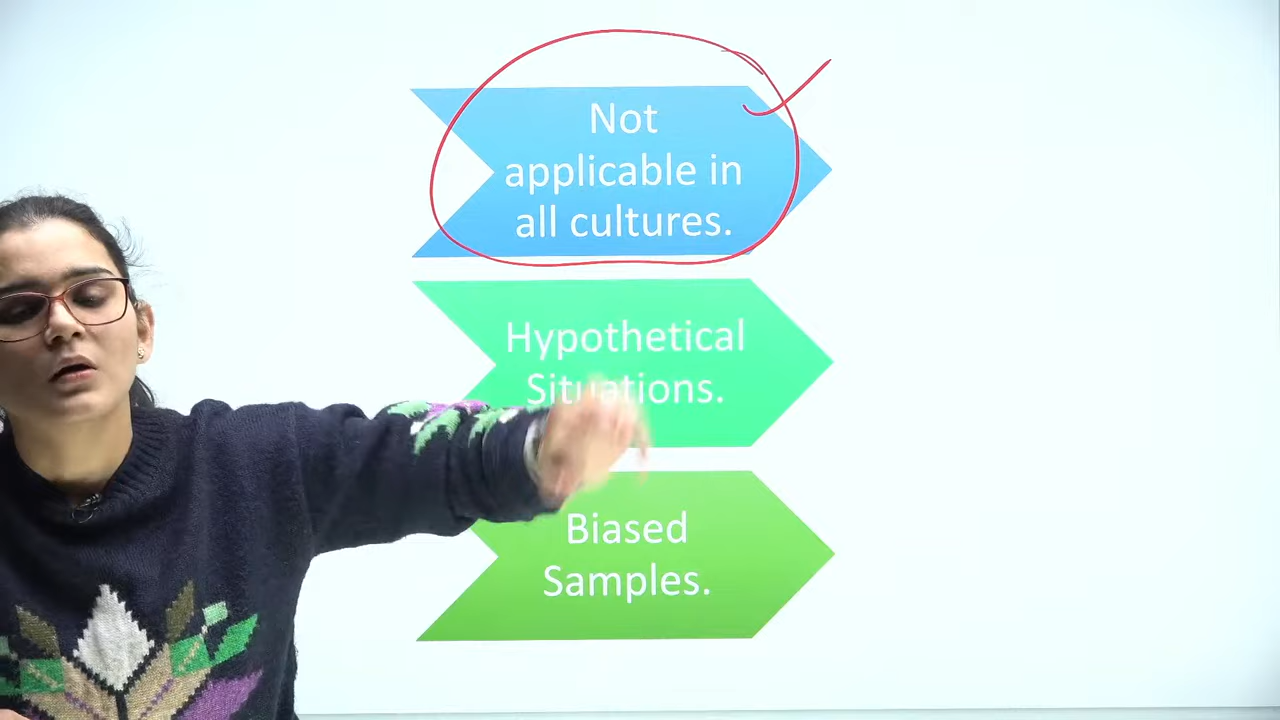 Not
applicable in
all cultures.
Hypothetical
Situations.
Biased
Samples.